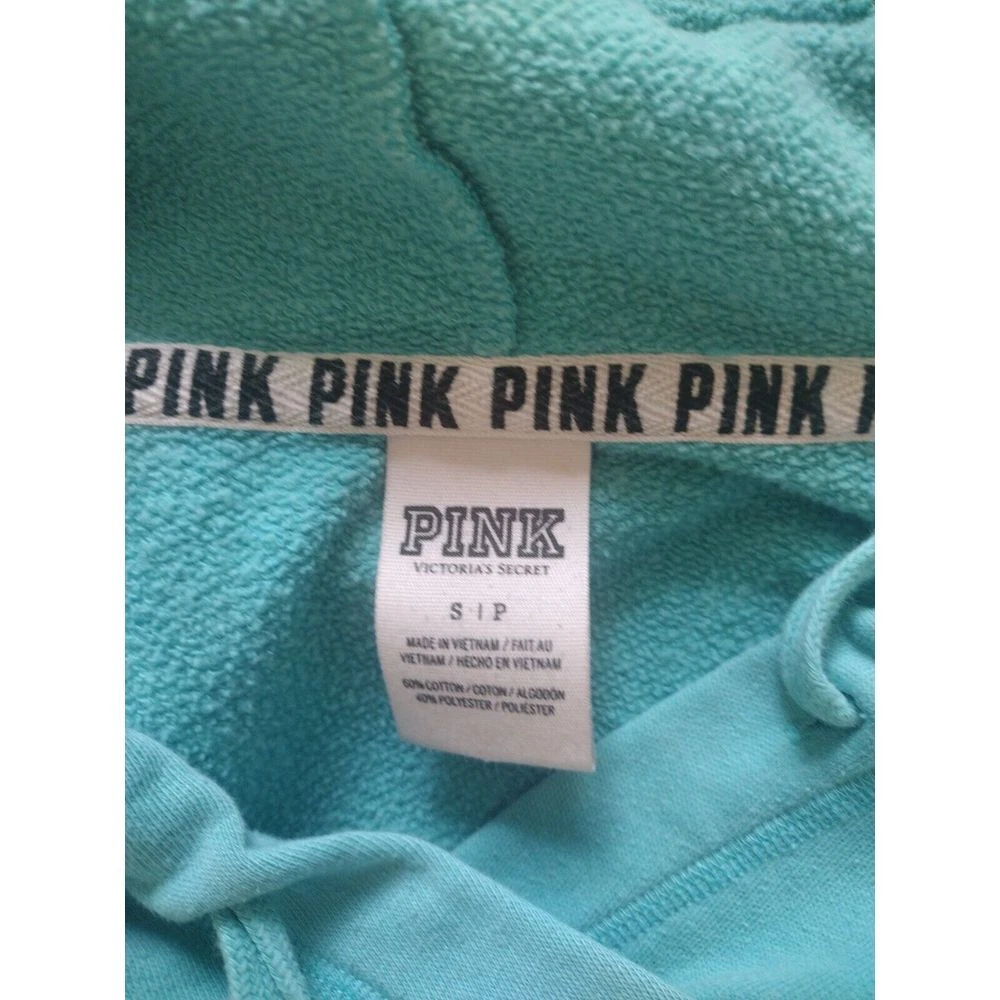 PINK PINK PINK PINK
PINK
VICTORIA'S SECRET
S | P
MADE IN VIETNAM / FAIT AU
VIETNAM / HECHO EN VIETNAM
60% COTTON / COTON / ALGODÓN
40% POLYESTER / POLIÉSTER